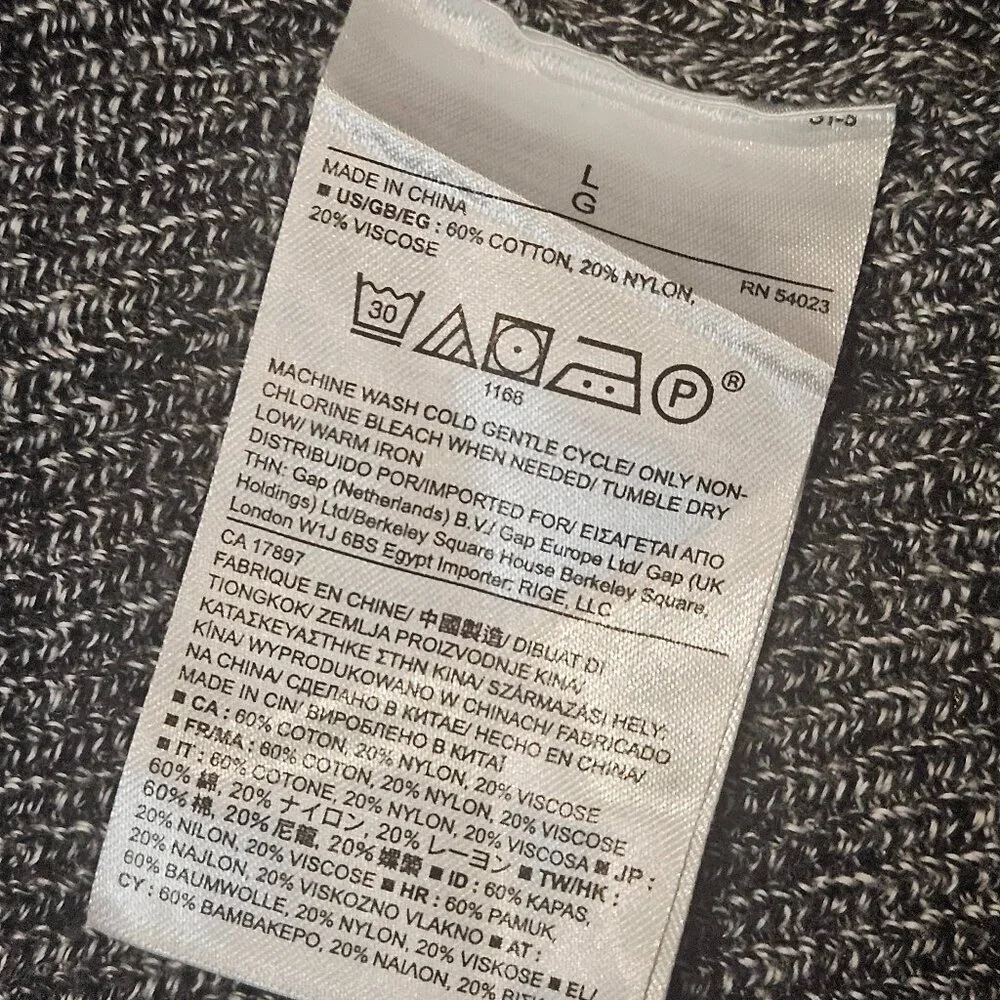 L
G
MADE IN CHINA
RN 54023
■ US/GB/EG : 60% COTTON, 20% NYLON,
20% VISCOSE
30
P ®
1168
MACHINE WASH COLD GENTLE CYCLE/ ONLY NON-
CHLORINE BLEACH WHEN NEEDED/ TUMBLE DRY
LOW/ WARM IRON
DISTRIBUIDO POR/IMPORTED FOR/ ΕΙΣΑΓΕΤΑΙ ΑΠΟ
ΤΗΝ: Gap (Netherlands) B.V./ Gap Europe Ltd/ Gap (UK
Holdings) Ltd/Berkeley Square House Berkeley Square,
London W1J 6BS Egypt Importer: RIGE, LLC
CA 17897
FABRIQUE EN CHINE/ 中國製造/ DIBUAT DI
TIONGKOK/ ZEMLJA PROIZVODNJE KINA/
ΚΑΤΑΣΚΕΥΑΣΤΗΚΕ ΣΤΗΝ ΚΙΝΑ/ SZÁRMAZÁSI HELY:
KÍNA/ WYPRODUKOWANO W CHINACH/ FABRICADO
NA CHINA/ СДЕЛАНО В КИТАЕ/ HECHO EN CHINA/
MADE IN CIN/ ВИРОБЛЕНО В КИТАЇ
■ CA : 60% COTON, 20% NYLON, 20% VISCOSE
■ FR/MA : 60% COTON, 20% NYLON, 20% VISCOSE
■ IT : 60% COTONE, 20% NYLON, 20% VISCOSA ■ JP :
60% 綿, 20% ナイロン, 20% レーヨン ■ TW/HK :
60% 棉, 20% 尼龍, 20% 嫘縈 ■ ID : 60% KAPAS,
20% NILON, 20% VISCOSE ■ HR : 60% PAMUK,
20% NAJLON, 20% VISKOZNO VLAKNO ■ AT :
60% BAUMWOLLE, 20% NYLON, 20% VISKOSE ■ EL/
CY : 60% ΒΑΜΒΑΚΕΡΟ, 20% ΝΑΙΛΟΝ, 20%